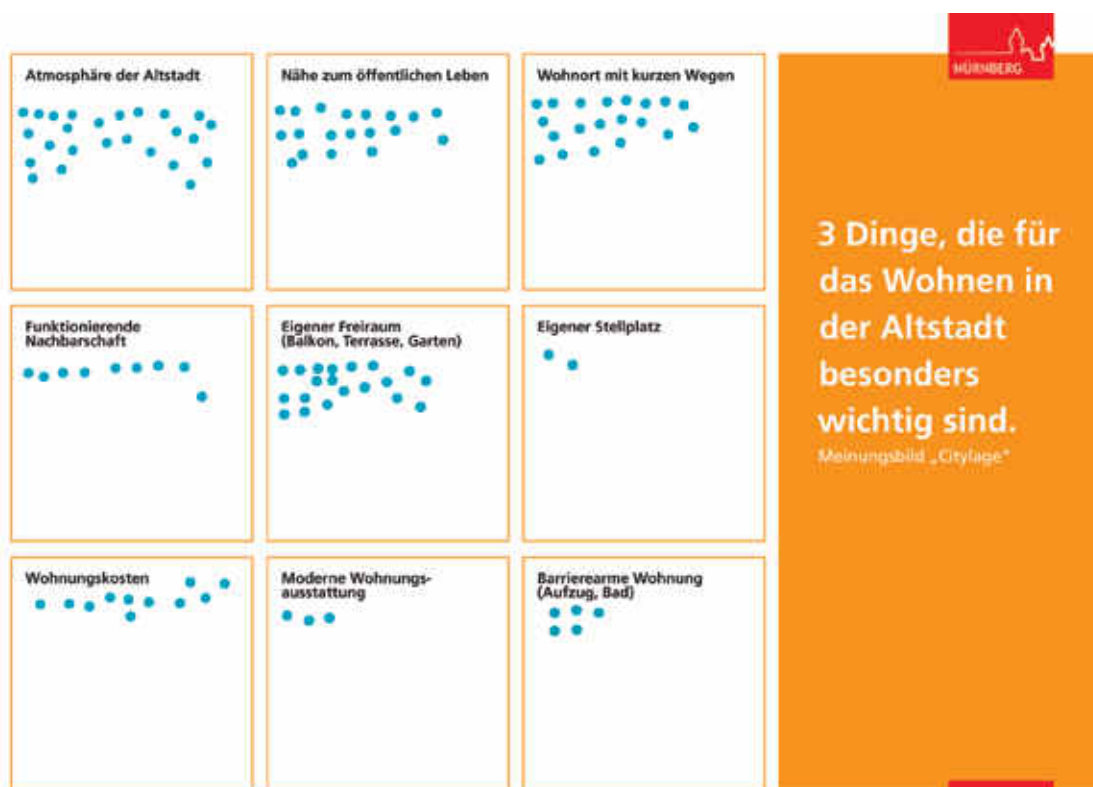 NÜRNBERG
Atmosphäre der Altstadt
Nähe zum öffentlichen Leben
Wohnort mit kurzen Wegen
Funktionierende
Nachbarschaft
Eigener Freiraum
(Balkon, Terrasse, Garten)
Eigener Stellplatz
Wohnungskosten
Moderne Wohnungs-
ausstattung
Barrierearme Wohnung
(Aufzug, Bad)
3 Dinge, die für
das Wohnen in
der Altstadt
besonders
wichtig sind.
Meinungsbild „Citylage“